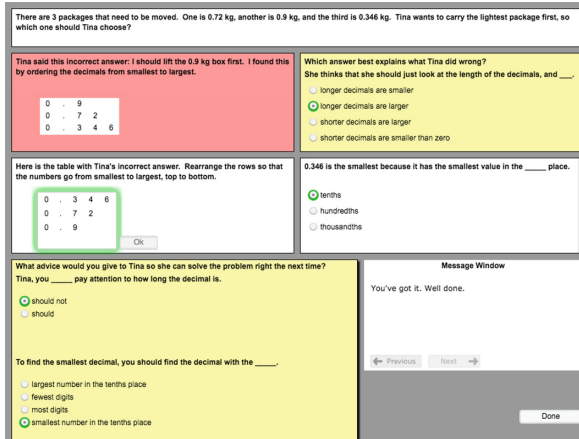 There are 3 packages that need to be moved. One is 0.72 kg, another is 0.9 kg, and the third is 0.346 kg. Tina wants to carry the lightest package first, so
which one should Tina choose?
Tina said this incorrect answer: I should lift the 0.9 kg box first. I found this
by ordering the decimals from smallest to largest.
0 . 9
0 . 7 2
0 . 3 4 6
Which answer best explains what Tina did wrong?
She thinks that she should just look at the length of the decimals, and ___.
longer decimals are smaller
longer decimals are larger
shorter decimals are larger
shorter decimals are smaller than zero
Here is the table with Tina's incorrect answer. Rearrange the rows so that
the numbers go from smallest to largest, top to bottom.
0 . 3 4 6
0 . 7 2
0 . 9
Ok
0.346 is the smallest because it has the smallest value in the _____ place.
tenths
hundredths
thousandths
What advice would you give to Tina so she can solve the problem right the next time?
Tina, you _____ pay attention to how long the decimal is.
should not
should
To find the smallest decimal, you should find the decimal with the _____.
largest number in the tenths place
fewest digits
most digits
smallest number in the tenths place
Message Window
You've got it. Well done.
Previous
Next
Done